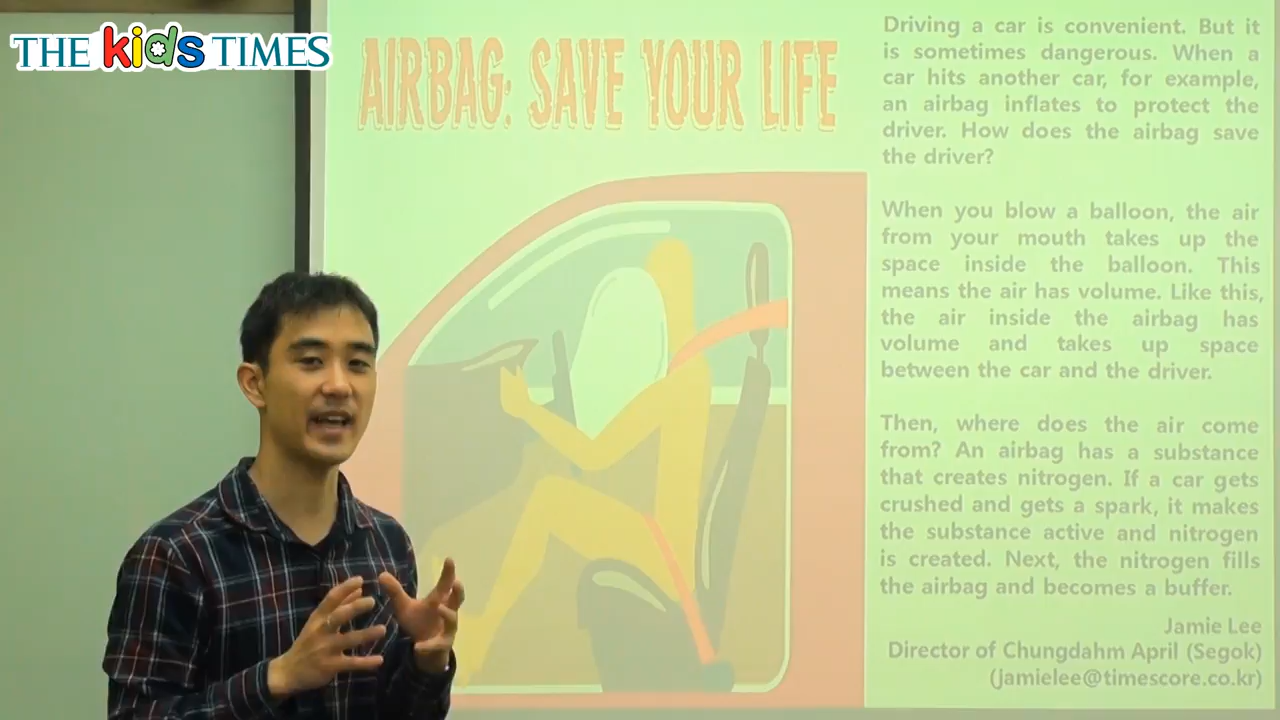 THE kids TIMES
AIRBAG: SAVE YOUR LIFE
Driving a car is convenient. But it
is sometimes dangerous. When a
car hits another car, for example,
an airbag inflates to protect the
driver. How does the airbag save
the driver?
When you blow a balloon, the air
from your mouth takes up the
space inside the balloon. This
means the air has volume. Like this,
the air inside the airbag has
volume and takes up space
between the car and the driver.
Then, where does the air come
from? An airbag has a substance
that creates nitrogen. If a car gets
crushed and gets a spark, it makes
the substance active and nitrogen
is created. Next, the nitrogen fills
the airbag and becomes a buffer.
Jamie Lee
Director of Chungdahm April (Segok)
(jamielee@timescore.co.kr)